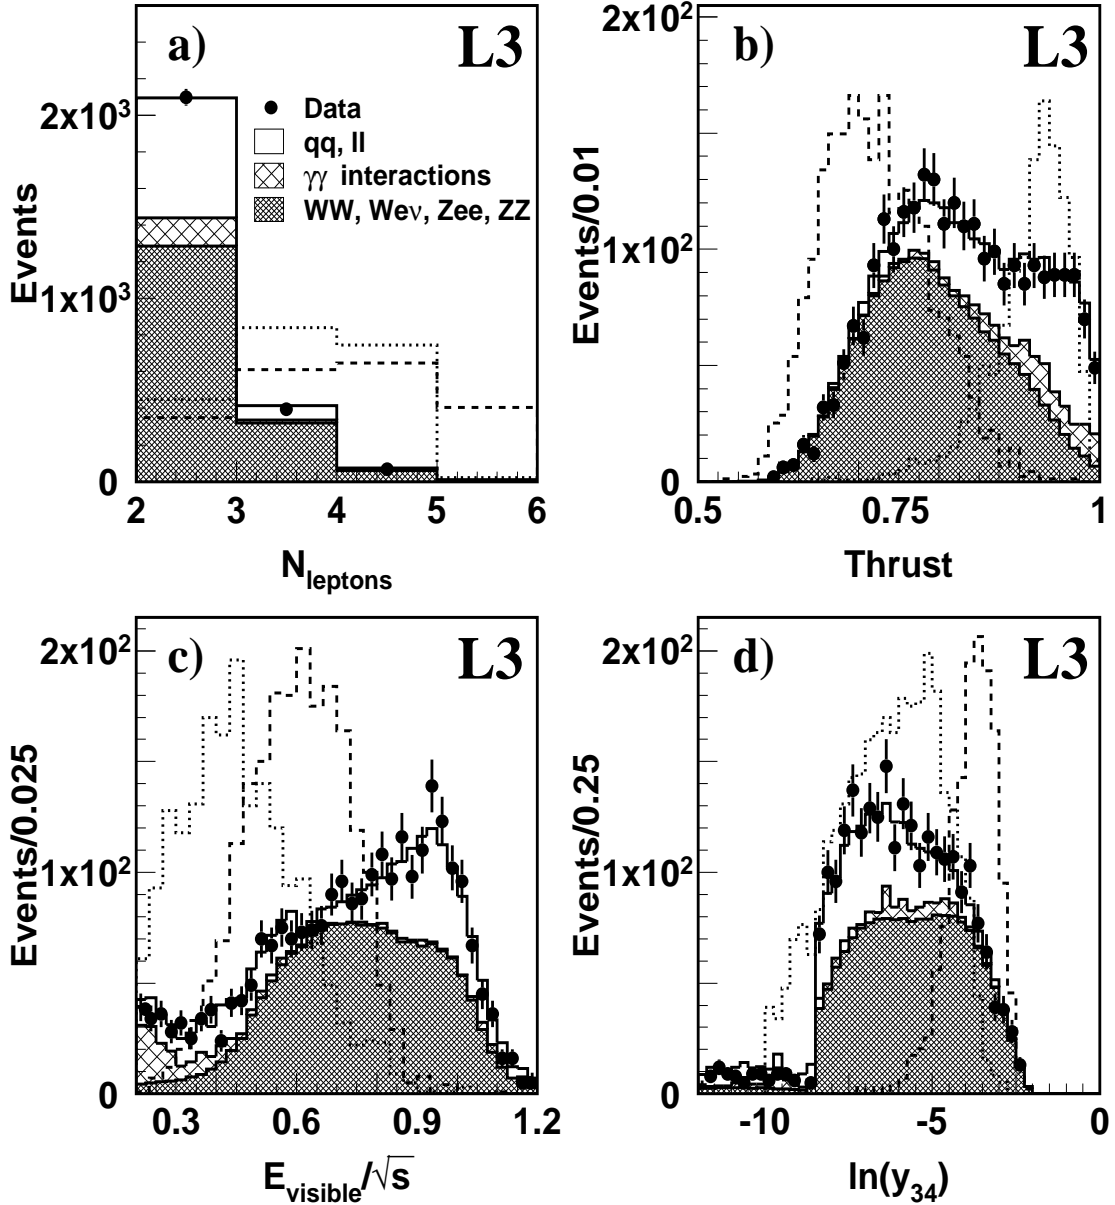 a)
L3
Events
2x10³
1x10³
0
Data
qq, ll
γγ interactions
WW, Weν, Zee, ZZ
2 3 4 5 6
N_leptons
b)
L3
Events/0.01
2x10²
1x10²
0
0.5 0.75 1
Thrust
c)
L3
Events/0.025
2x10²
1x10²
0
0.3 0.6 0.9 1.2
E_visible/√s
d)
L3
Events/0.25
2x10²
1x10²
0
-10 -5 0
ln(y_34)